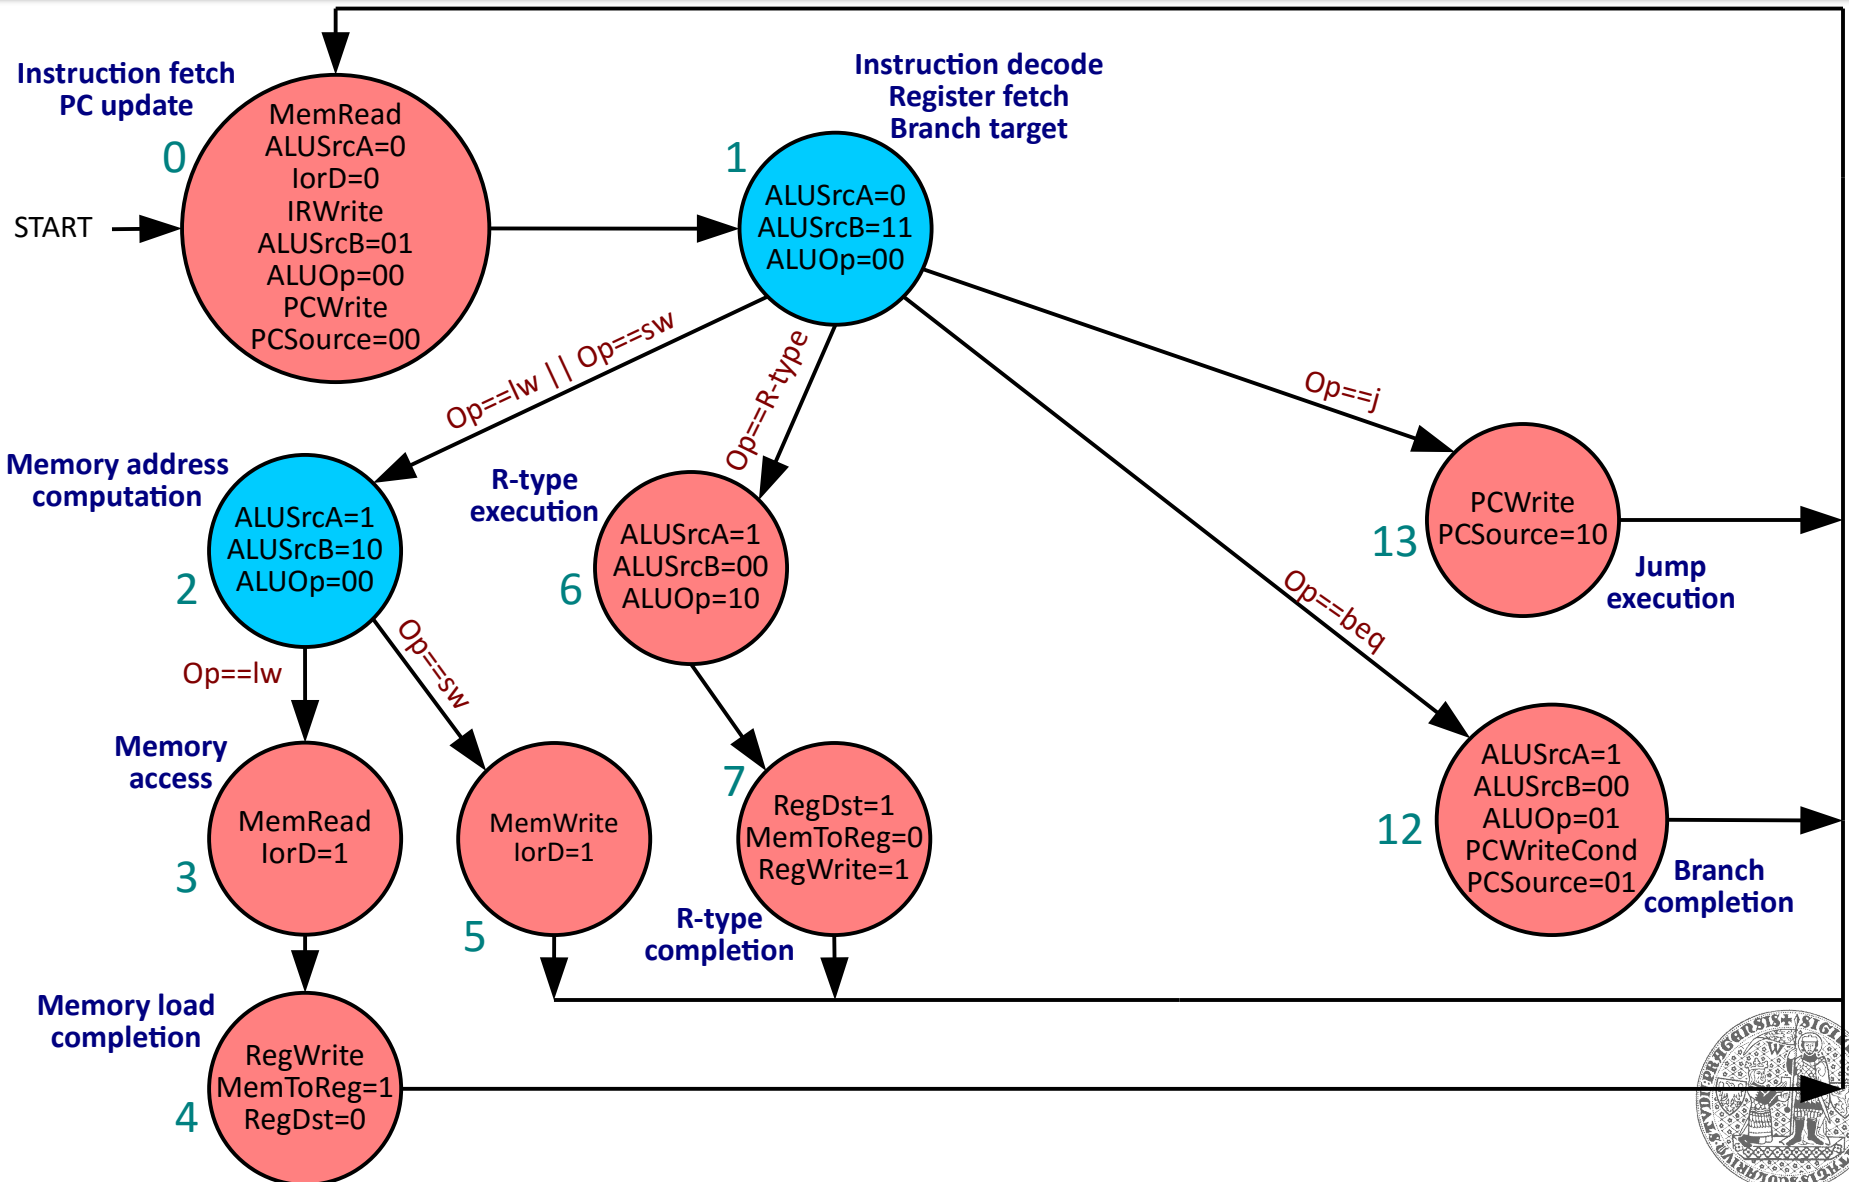 Instruction fetch
PC update
0
MemRead
ALUSrcA=0
IorD=0
IRWrite
ALUSrcB=01
ALUOp=00
PCWrite
PCSource=00
START
Instruction decode
Register fetch
Branch target
1
ALUSrcA=0
ALUSrcB=11
ALUOp=00
Op==lw || Op==sw
Op==R-type
Op==j
Op==beq
Memory address
computation
2
ALUSrcA=1
ALUSrcB=10
ALUOp=00
R-type
execution
6
ALUSrcA=1
ALUSrcB=00
ALUOp=10
13
PCWrite
PCSource=10
Jump
execution
Op==lw
Op==sw
Memory
access
3
MemRead
IorD=1
5
MemWrite
IorD=1
7
RegDst=1
MemToReg=0
RegWrite=1
R-type
completion
12
ALUSrcA=1
ALUSrcB=00
ALUOp=01
PCWriteCond
PCSource=01
Branch
completion
Memory load
completion
4
RegWrite
MemToReg=1
RegDst=0